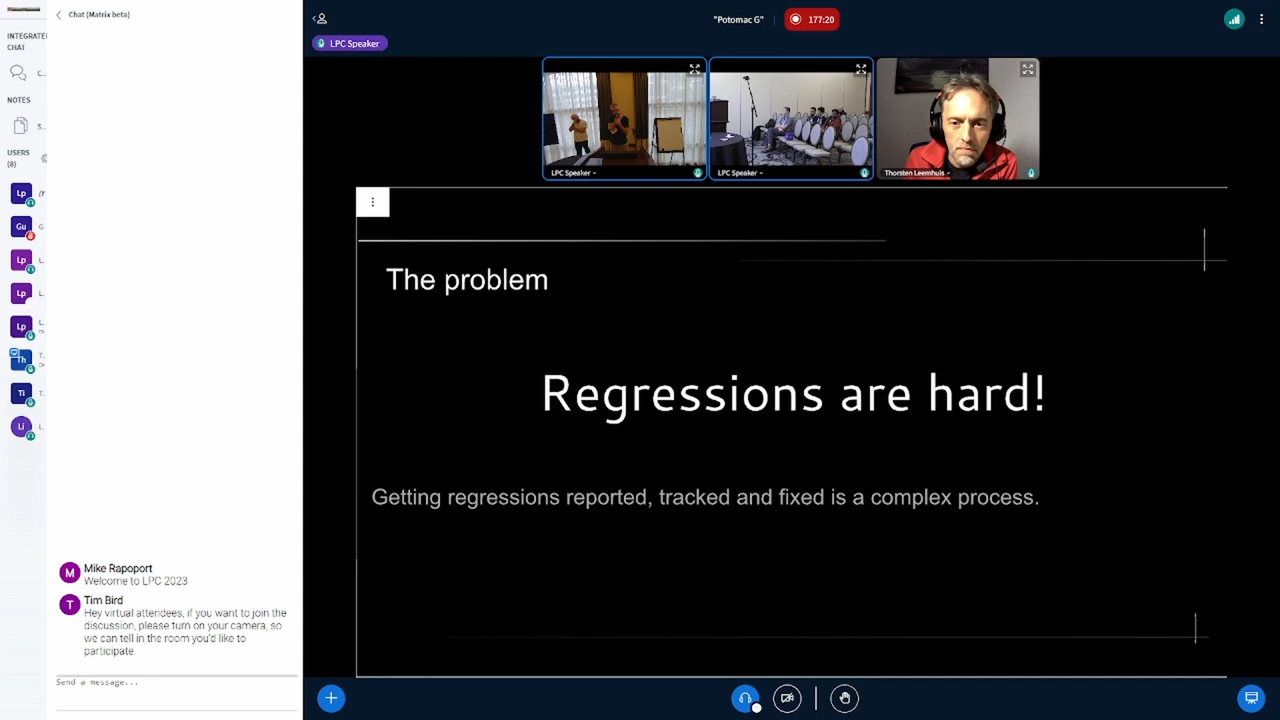 Chat (Matrix beta)
INTEGRATE
CHAT
C..
NOTES
S..
USERS
(8)
Lp
Gu
G.
Lp
L..
Lp
L..
Lp
L..
Th
T..
Ti
T..
Li
L..
M
Mike Rapoport
Welcome to LPC 2023
T
Tim Bird
Hey virtual attendees, if you want to join the
discussion, please turn on your camera, so
we can tell in the room you'd like to
participate.
Send a message...
"Potomac G"
177:20
LPC Speaker
LPC Speaker
LPC Speaker
Thorsten Leemhuis
The problem
Regressions are hard!
Getting regressions reported, tracked and fixed is a complex process.